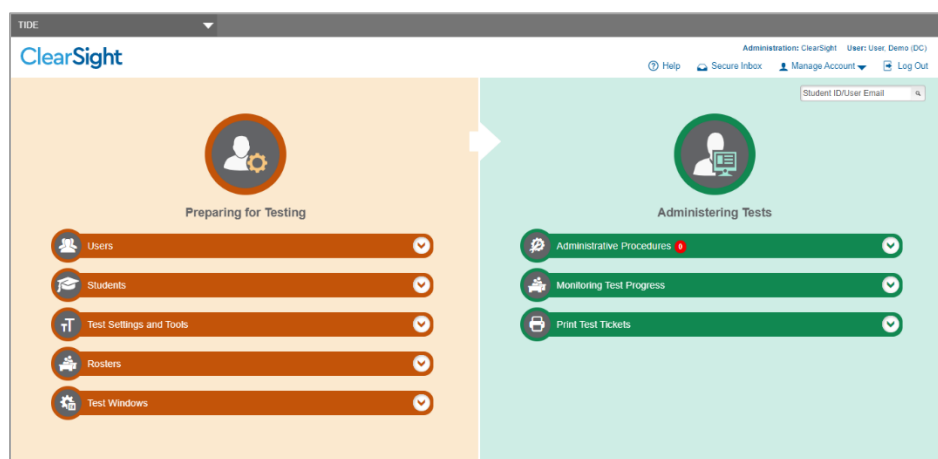 TIDE
ClearSight
Administration: ClearSight User: User, Demo (DC)
Help Secure Inbox Manage Account Log Out
Student ID/User Email
Preparing for Testing
Users
Students
Test Settings and Tools
Rosters
Test Windows
Administering Tests
Administrative Procedures 0
Monitoring Test Progress
Print Test Tickets